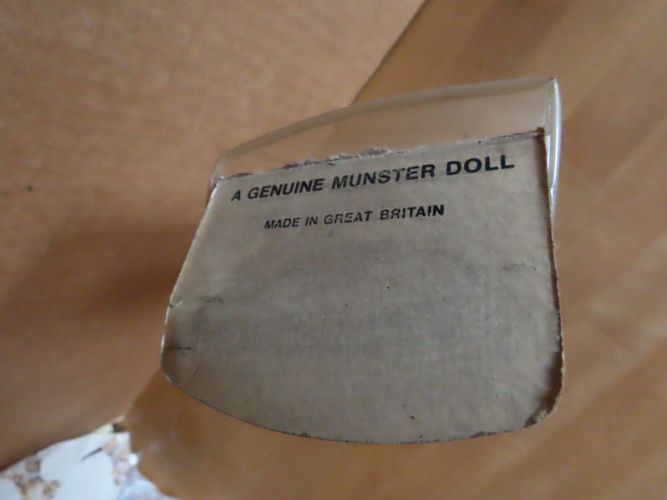 A GENUINE MUNSTER DOLL
MADE IN GREAT BRITAIN